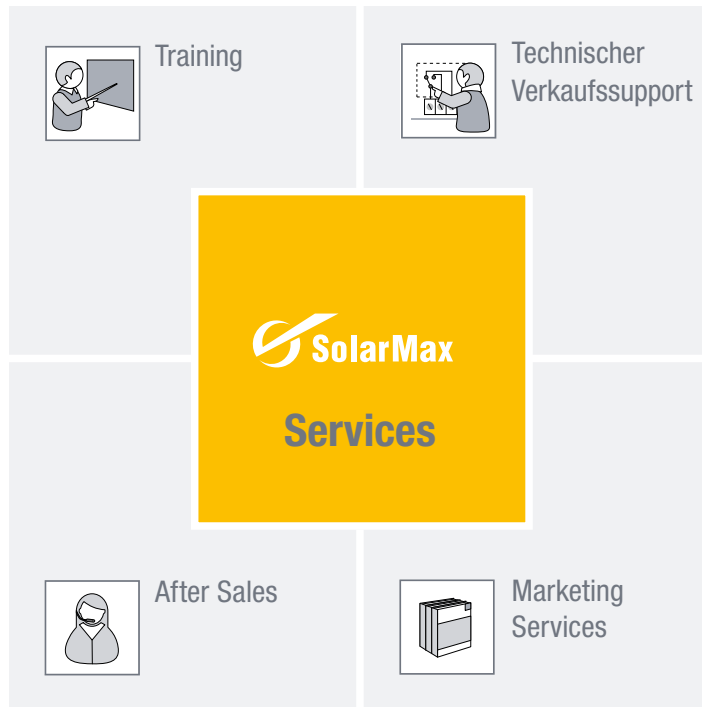 Training
Technischer
Verkaufssupport
SolarMax
Services
After Sales
Marketing
Services